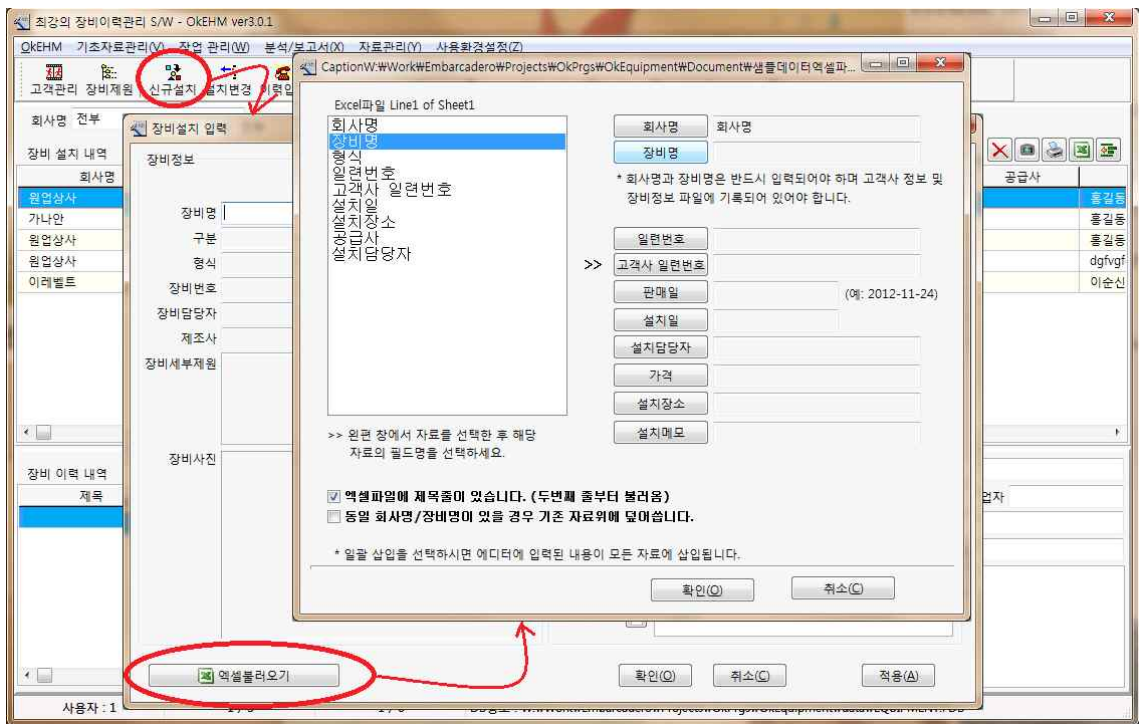 최강의 장비이력관리 S/W - OkEHM ver3.0.1
OkEHM 기초자료관리(V) 작업 관리(W) 분석/보고서(X) 자료관리(Y) 사용환경설정(Z)
고객관리 장비제원 신규설치 설치변경
회사명 전부
장비 설치 내역
회사명 공급사
원업상사 홍길동
가나안 홍길동
원업상사 홍길동
원업상사 dgfvgf
이레벨트 이순신
장비 이력 내역
제목
업자
사용자 : 1
장비설치 입력
장비정보
장비명
구분
형식
장비번호
장비담당자
제조사
장비세부제원
장비사진
엑셀불러오기
확인(O) 취소(C) 적용(A)
CaptionW:₩Work₩Embarcadero₩Projects₩OkPrgs₩OkEquipment₩Document₩샘플데이터엑셀파...
Excel파일 Line1 of Sheet1
회사명
장비명
형식
일련번호
고객사 일련번호
설치일
설치장소
공급사
설치담당자
>> 왼편 창에서 자료를 선택한 후 해당
자료의 필드명을 선택하세요.
>>
회사명 회사명
장비명
* 회사명과 장비명은 반드시 입력되어야 하며 고객사 정보 및
장비정보 파일에 기록되어 있어야 합니다.
일련번호
고객사 일련번호
판매일 (예: 2012-11-24)
설치일
설치담당자
가격
설치장소
설치메모
엑셀파일에 제목줄이 있습니다. (두번째 줄부터 불러옴)
동일 회사명/장비명이 있을 경우 기존 자료위에 덮어씁니다.
* 일괄 삽입을 선택하시면 에디터에 입력된 내용이 모든 자료에 삽입됩니다.
확인(O) 취소(C)